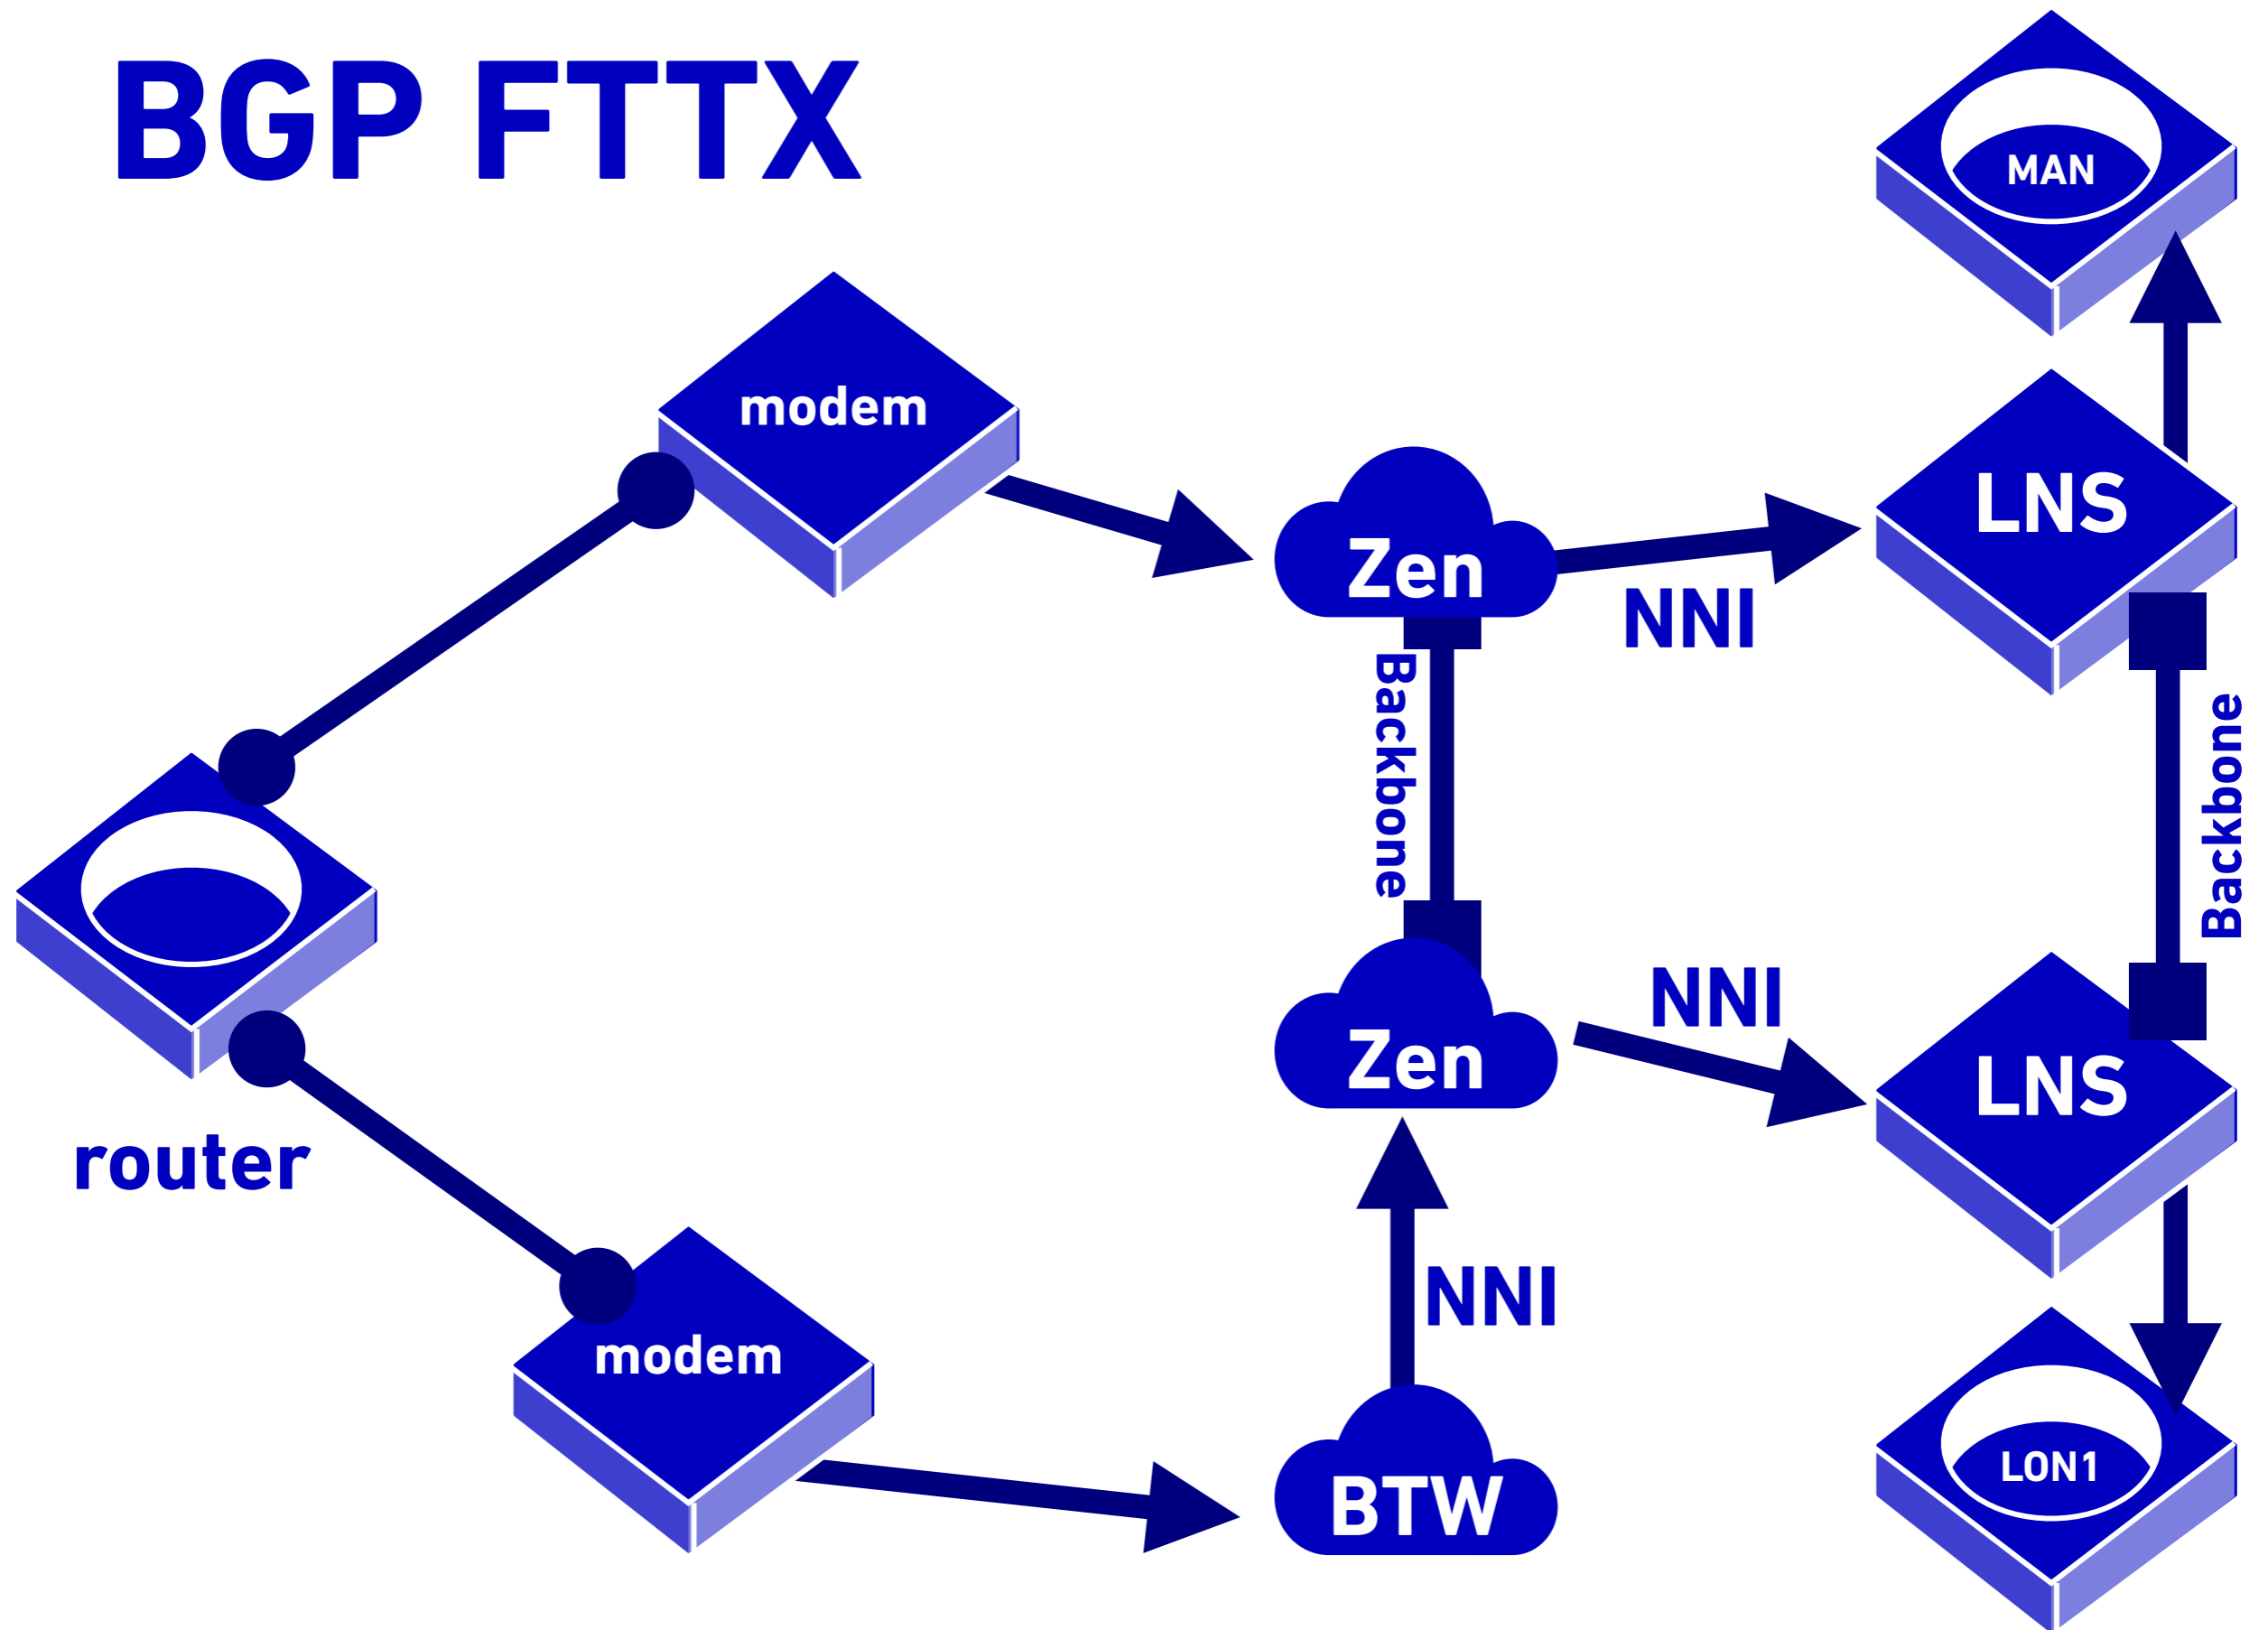 BGP FTTX
MAN
modem
LNS
Zen
NNI
Backbone
Backbone
NNI
Zen
LNS
router
NNI
modem
LON1
BTW